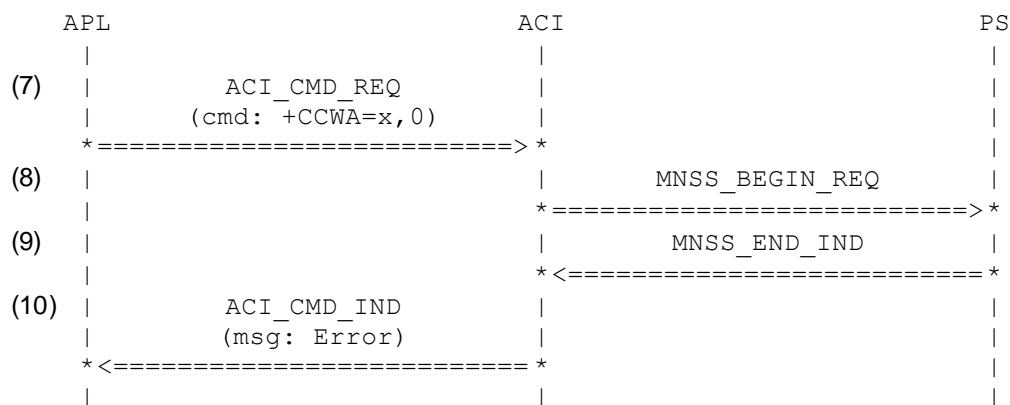 APL ACI PS
| | |
(7) | ACI_CMD_REQ | |
| (cmd: +CCWA=x,0) | |
*==========================>* |
(8) | | MNSS_BEGIN_REQ |
| *==========================>*
(9) | | MNSS_END_IND |
| *<==========================*
(10) | ACI_CMD_IND | |
| (msg: Error) | |
*<==========================* |
| | |